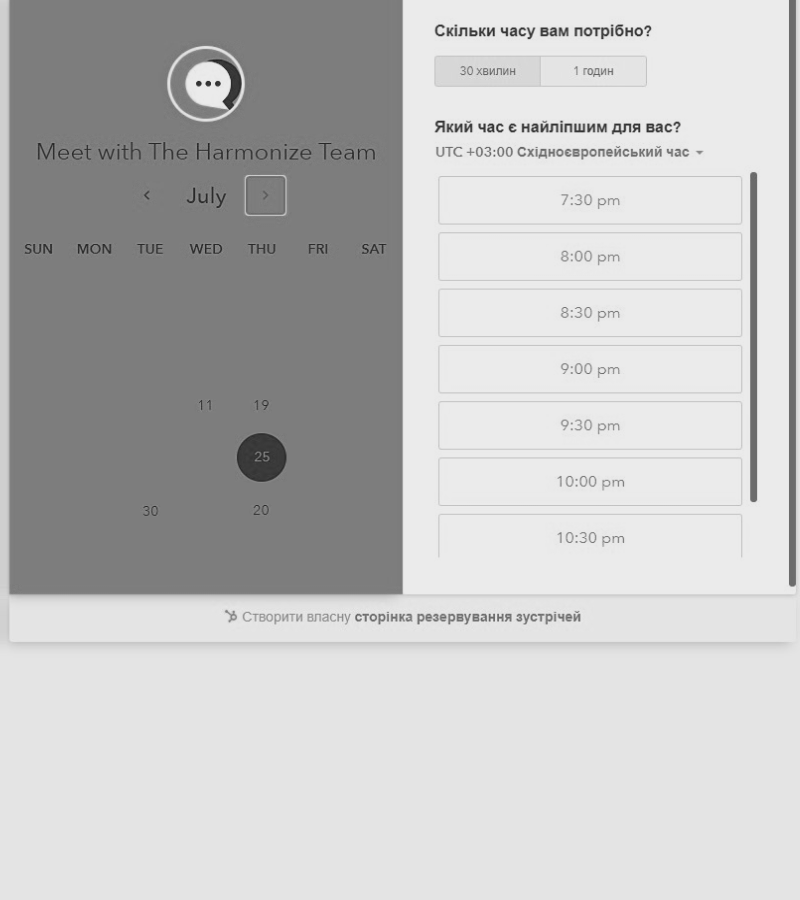 Meet with The Harmonize Team
July
SUN MON TUE WED THU FRI SAT
11 19
25
30 20
Скільки часу вам потрібно?
30 хвилин 1 годин
Який час є найліпшим для вас?
UTC +03:00 Східноєвропейський час
7:30 pm
8:00 pm
8:30 pm
9:00 pm
9:30 pm
10:00 pm
10:30 pm
Створити власну сторінка резервування зустрічей